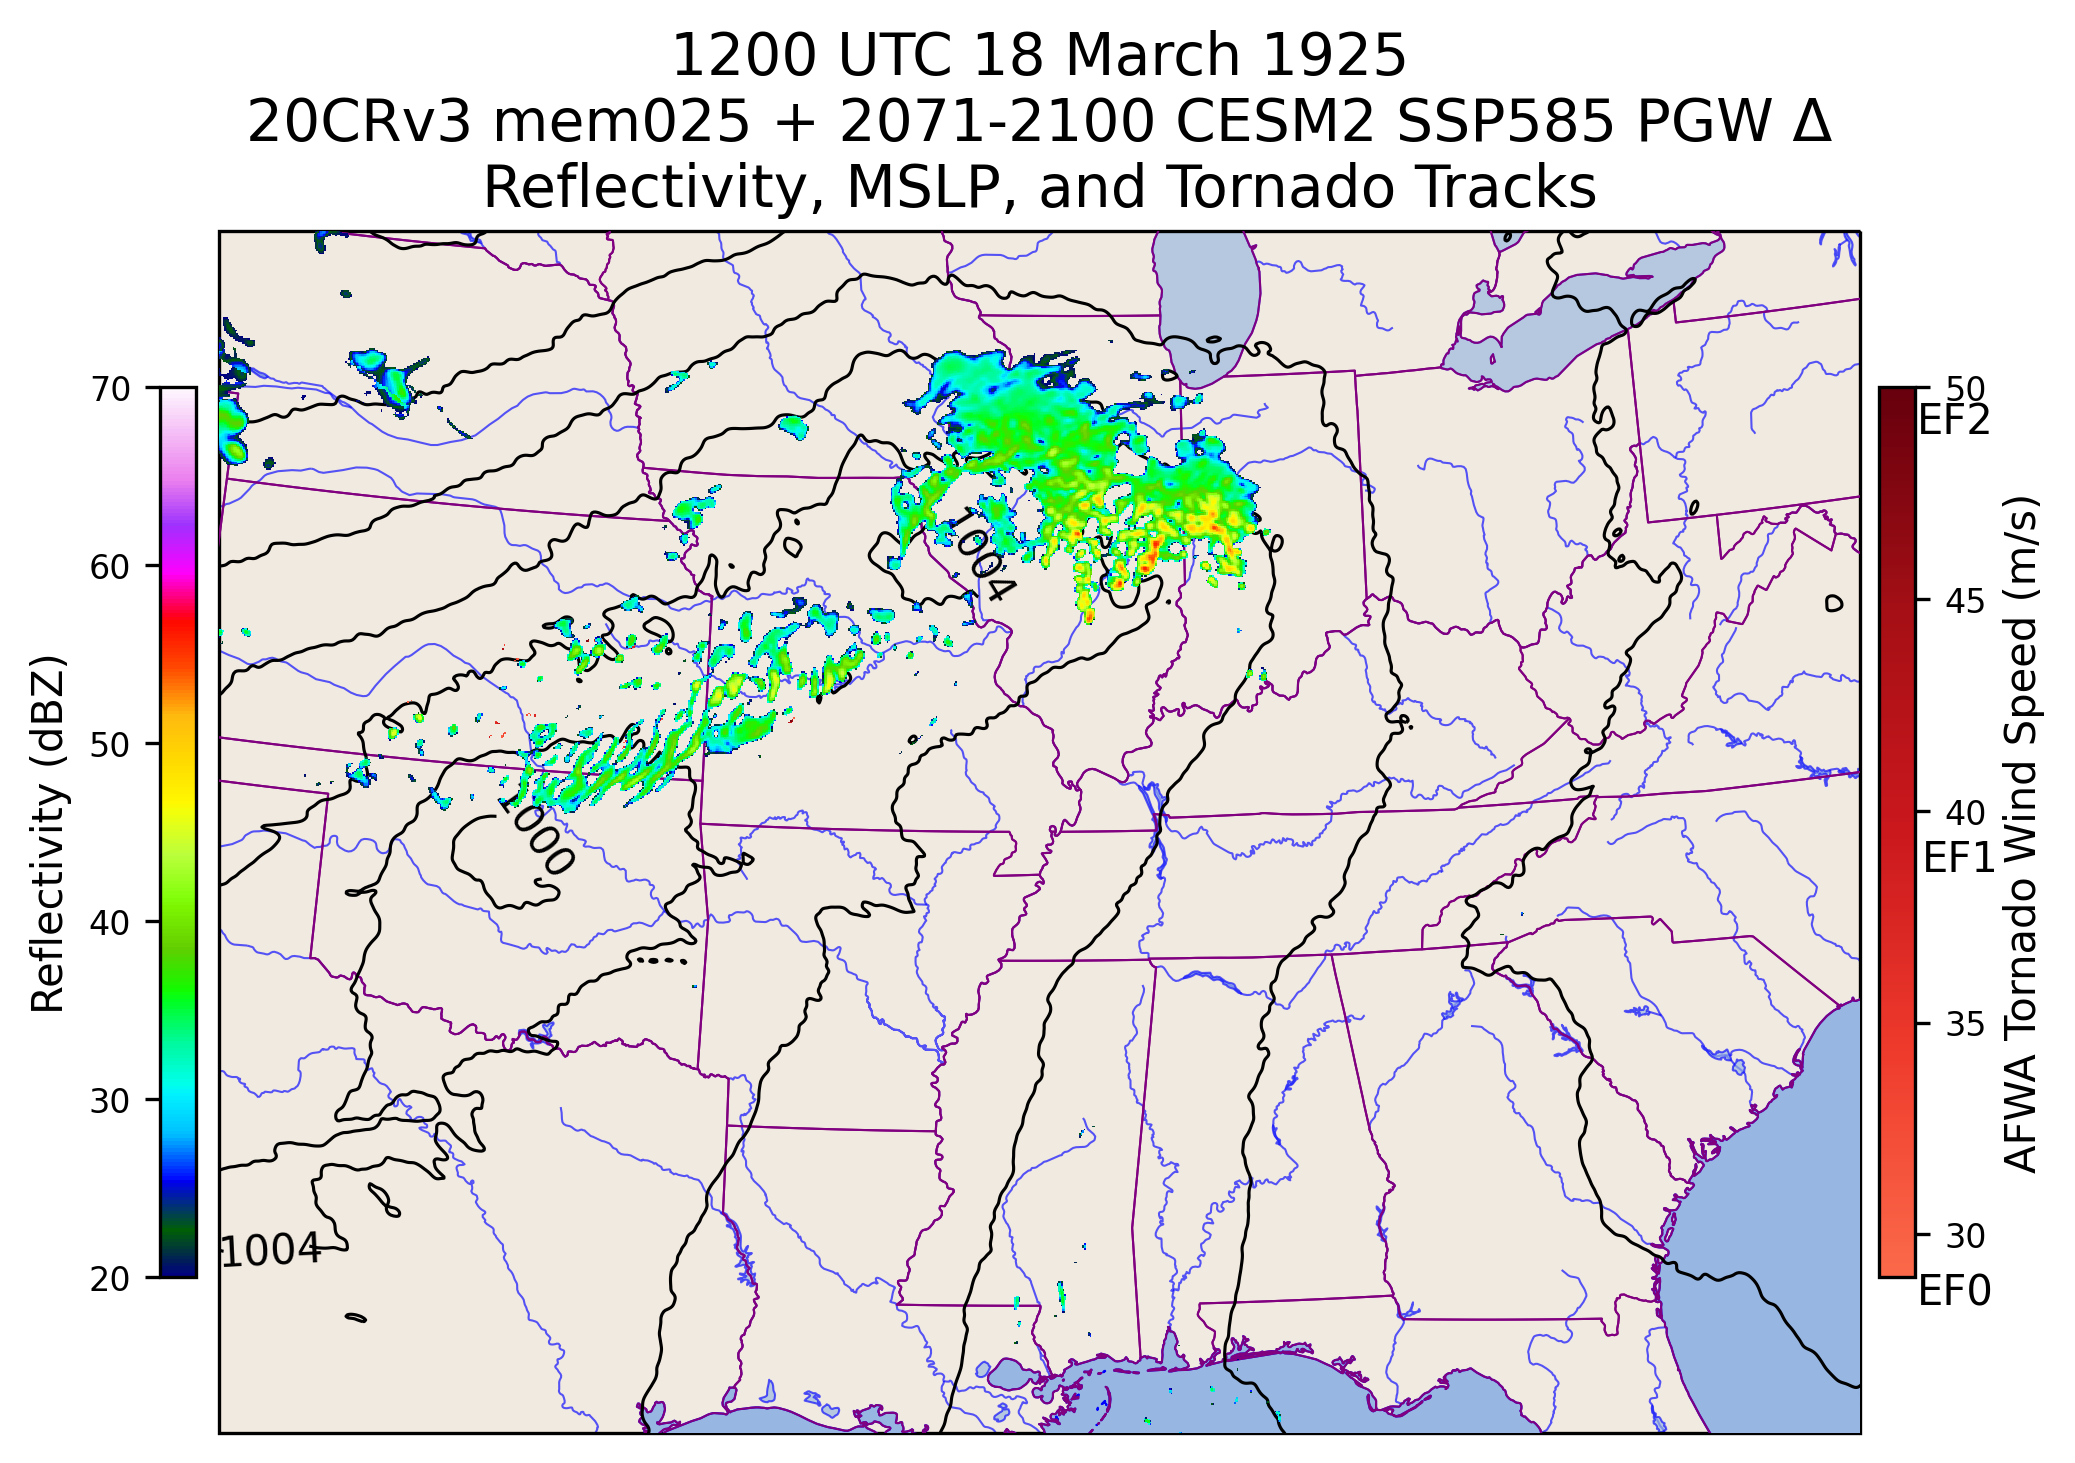 1200 UTC 18 March 1925
20CRv3 mem025 + 2071-2100 CESM2 SSP585 PGW Δ
Reflectivity, MSLP, and Tornado Tracks
Reflectivity (dBZ)
70
60
50
40
30
20
1004
1000
1004
50
EF2
45
40
EF1
35
30
EF0
AFWA Tornado Wind Speed (m/s)